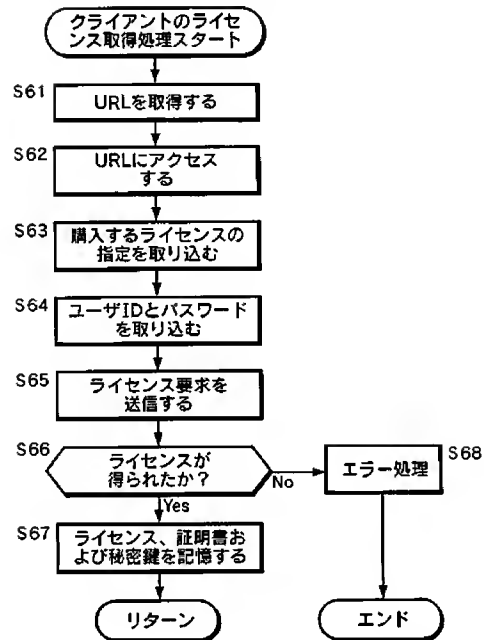 クライアントのライセ
ンス取得処理スタート
S61
URLを取得する
S62
URLにアクセス
する
S63
購入するライセンスの
指定を取り込む
S64
ユーザIDとパスワード
を取り込む
S65
ライセンス要求を
送信する
S66
ライセンスが
得られたか？
No
S68
エラー処理
Yes
S67
ライセンス、証明書お
よび秘密鍵を記憶する
リターン
エンド